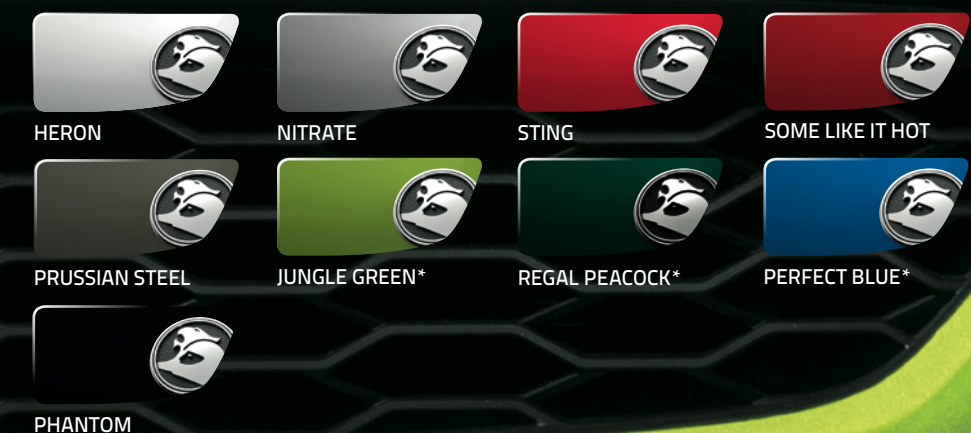 HERON
NITRATE
STING
SOME LIKE IT HOT
PRUSSIAN STEEL
JUNGLE GREEN*
REGAL PEACOCK*
PERFECT BLUE*
PHANTOM